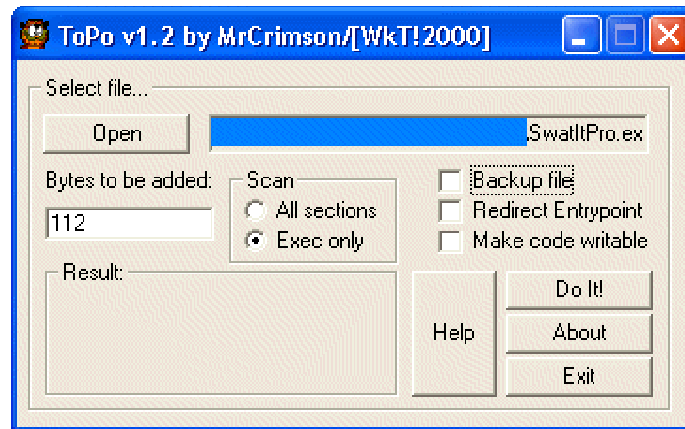 ToPo v1.2 by MrCrimson/[WkT!2000]
Select file...
Open
.SwatItPro.ex
Bytes to be added:
112
Scan
All sections
Exec only
Backup file
Redirect Entrypoint
Make code writable
Result:
Help
Do It!
About
Exit